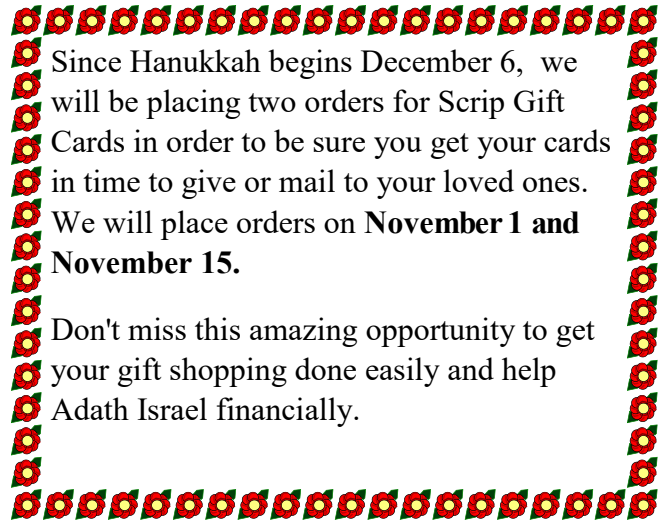 Since Hanukkah begins December 6,  we
will be placing two orders for Scrip Gift
Cards in order to be sure you get your cards
in time to give or mail to your loved ones.
We will place orders on November 1 and
November 15.
Don't miss this amazing opportunity to get
your gift shopping done easily and help
Adath Israel financially.